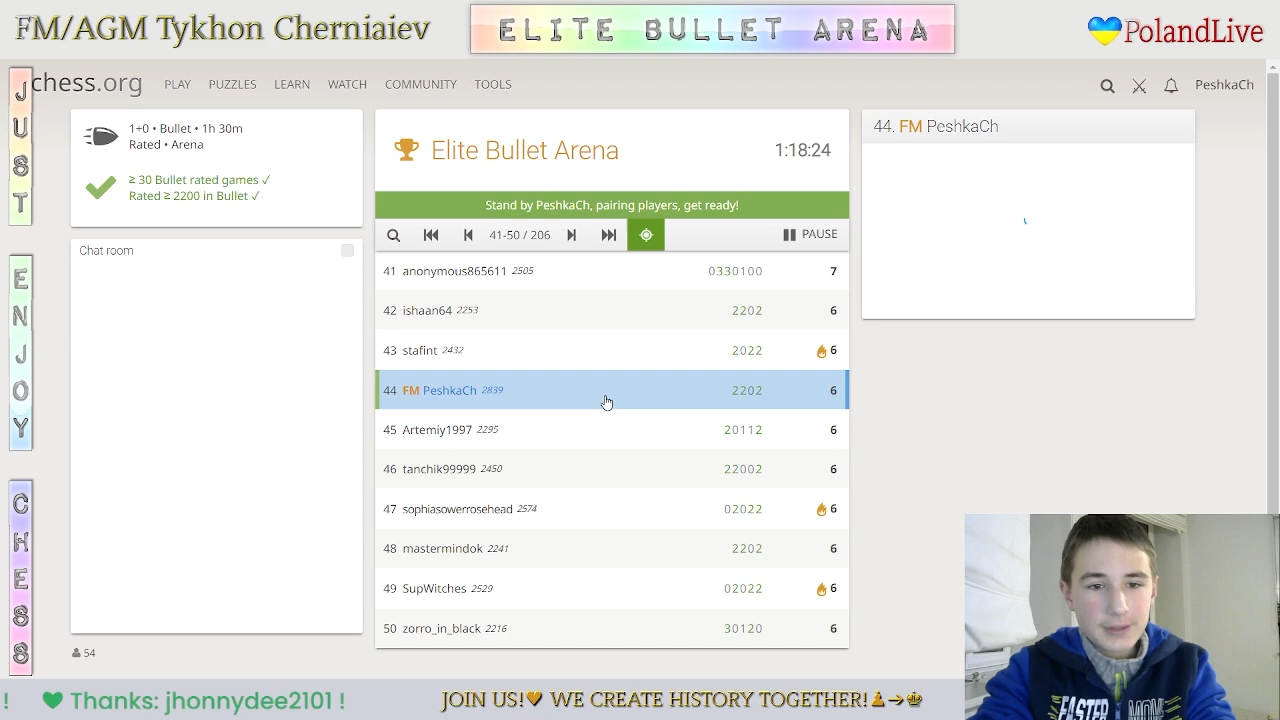 FM/AGM Tykhon Cherniaiev
ELITE BULLET ARENA
PolandLive
JUST
ENJOY
CHESS
chess.org
PLAY PUZZLES LEARN WATCH COMMUNITY TOOLS
PeshkaCh
1+0 • Bullet • 1h 30m
Rated • Arena
≥ 30 Bullet rated games ✓
Rated ≥ 2200 in Bullet ✓
Chat room
54
Elite Bullet Arena 1:18:24
Stand by PeshkaCh, pairing players, get ready!
41-50 / 206 PAUSE
41 anonymous865611 2505 0330100 7
42 ishaan64 2253 2202 6
43 stafint 2432 2022 6
44 FM PeshkaCh 2839 2202 6
45 Artemiy1997 2295 20112 6
46 tanchik99999 2450 22002 6
47 sophiasowerrosehead 2574 02022 6
48 mastermindok 2241 2202 6
49 SupWitches 2529 02022 6
50 zorro_in_black 2216 30120 6
44. FM PeshkaCh
! Thanks: jhonnydee2101 !
JOIN US! WE CREATE HISTORY TOGETHER!